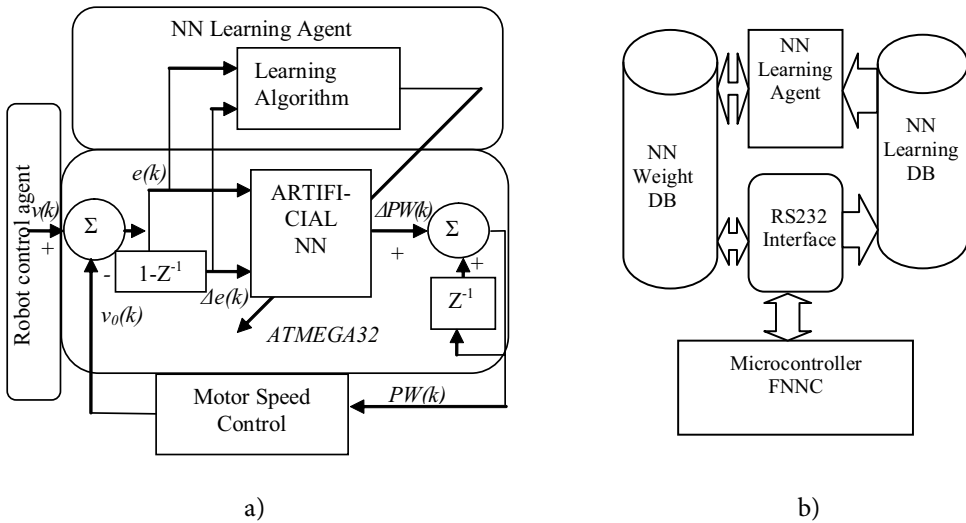 NN Learning Agent
Learning
Algorithm
Robot control agent
v(k)
+
Σ
-
e(k)
1-Z⁻¹
Δe(k)
v₀(k)
ARTIFI-
CIAL
NN
ΔPW(k)
+
Σ
+
Z⁻¹
ATMEGA32
Motor Speed
Control
PW(k)
a)
NN
Weight
DB
NN
Learning
Agent
NN
Learning
DB
RS232
Interface
Microcontroller
FNNC
b)